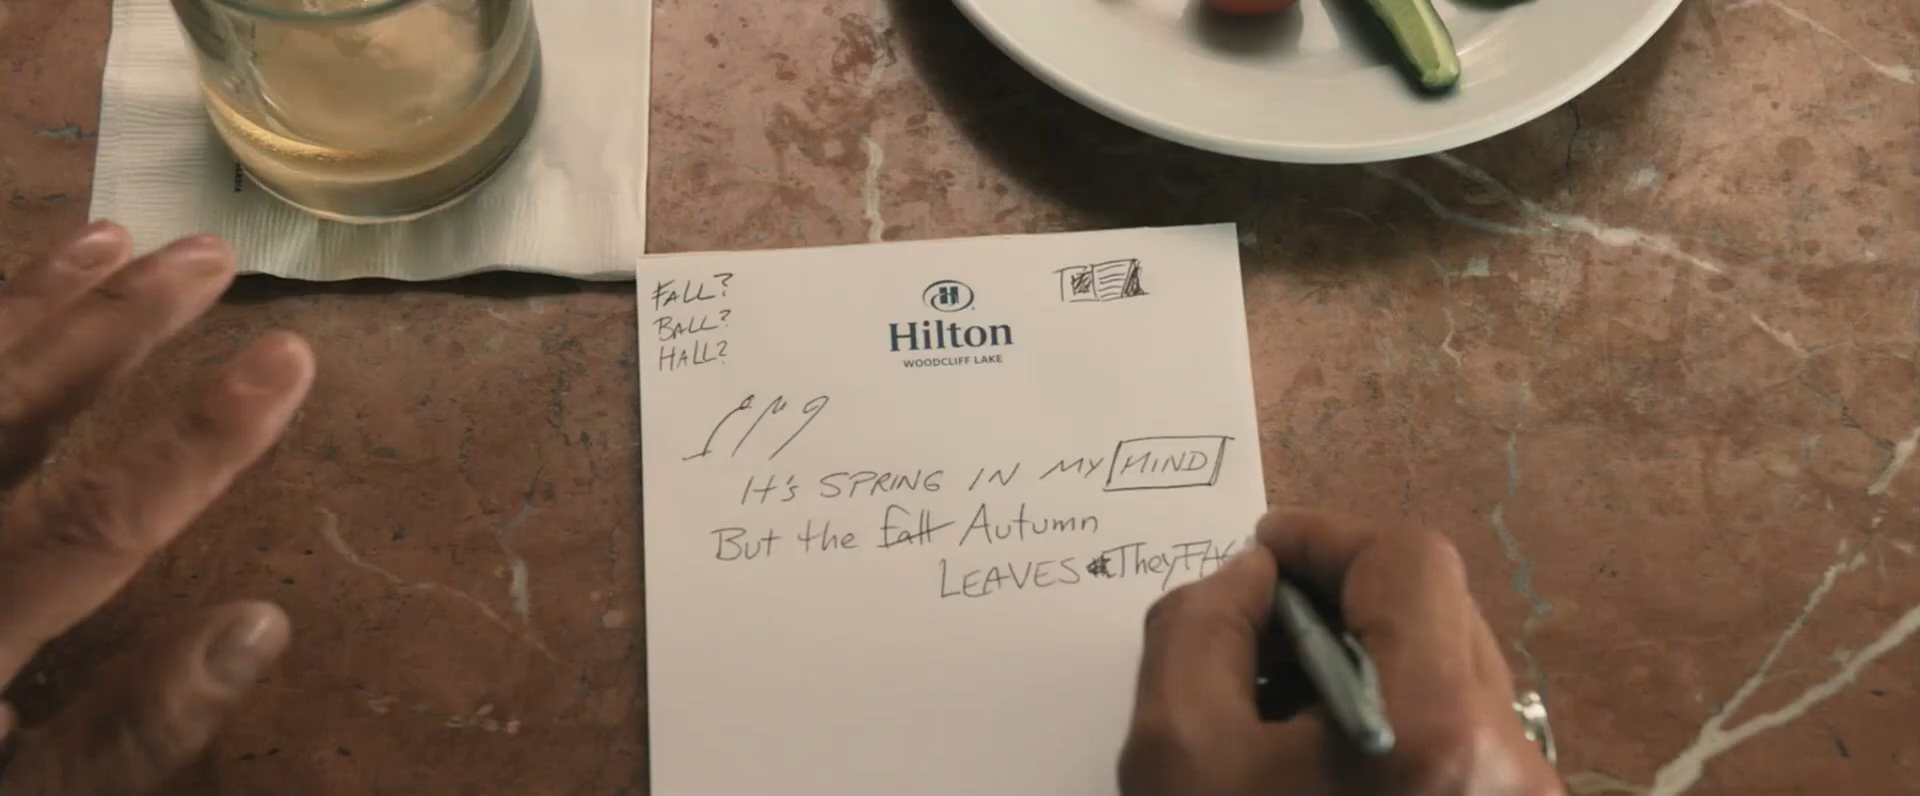 FALL?
BALL?
HALL?
Hilton
WOODCLIFF LAKE
IT'S SPRING IN MY MIND
But the fall Autumn
LEAVES They